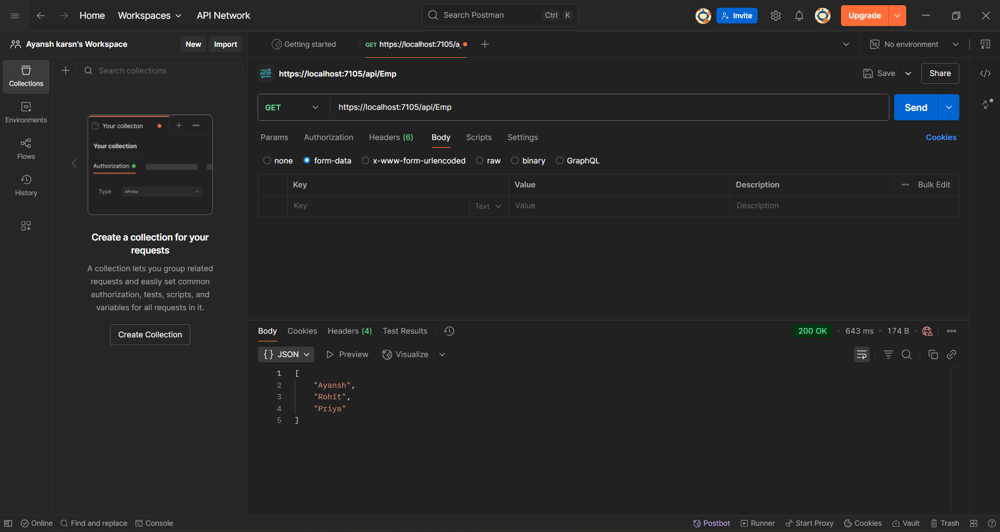 Home Workspaces API Network Search Postman Ctrl K Invite Upgrade
Ayansh karsn's Workspace New Import Getting started GET https://localhost:7105/a. No environment
Collections
Environments
Flows
History
Search collections
Your collecton
Your collection
Authorization
Type API Key
Create a collection for your
requests
A collection lets you group related
requests and easily set common
authorization, tests, scripts, and
variables for all requests in it.
Create Collection
HTTP https://localhost:7105/api/Emp Save Share
GET https://localhost:7105/api/Emp Send
Params Authorization Headers (6) Body Scripts Settings Cookies
none form-data x-www-form-urlencoded raw binary GraphQL
Key Value Description Bulk Edit
Key Text Value Description
Body Cookies Headers (4) Test Results 200 OK • 643 ms • 174 B •
{} JSON Preview Visualize
1 [
2 "Ayansh",
3 "Rohit",
4 "Priya"
5 ]
Online Find and replace Console Postbot Runner Start Proxy Cookies Vault Trash